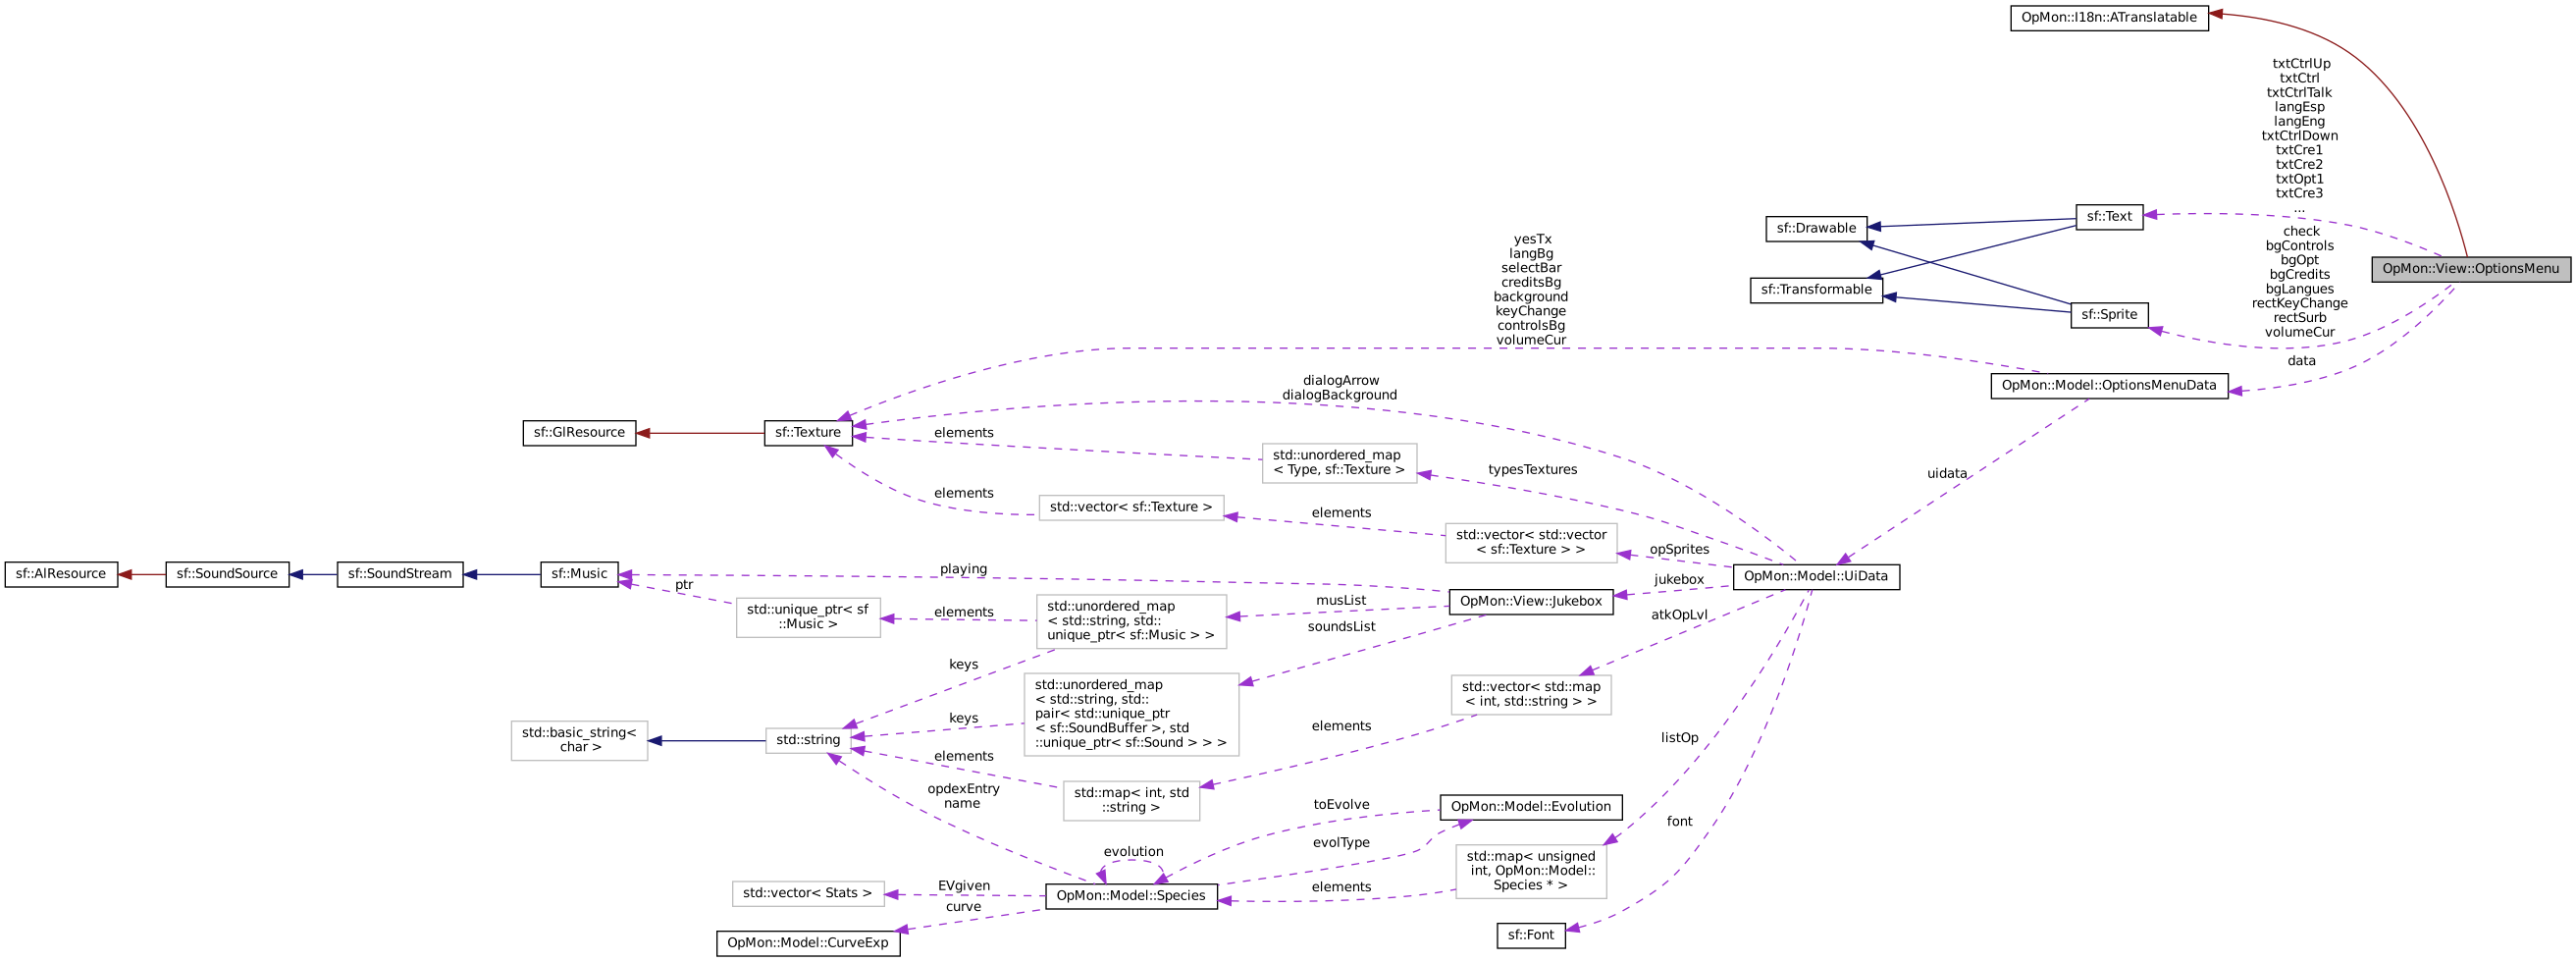 OpMon::I18n::ATranslatable
txtCtrlUp
txtCtrl
txtCtrlTalk
langEsp
langEng
txtCtrlDown
txtCre1
txtCre2
txtOpt1
txtCre3
...
sf::Text
sf::Drawable
check
bgControls
bgOpt
bgCredits
bgLangues
rectKeyChange
rectSurb
volumeCur
OpMon::View::OptionsMenu
sf::Transformable
sf::Sprite
yesTx
langBg
selectBar
creditsBg
background
keyChange
controlsBg
volumeCur
data
OpMon::Model::OptionsMenuData
dialogArrow
dialogBackground
sf::GlResource
sf::Texture
elements
std::unordered_map
< Type, sf::Texture >
typesTextures
uidata
elements
std::vector< sf::Texture >
elements
std::vector< std::vector
< sf::Texture > >
opSprites
sf::AlResource
sf::SoundSource
sf::SoundStream
sf::Music
playing
ptr
jukebox
OpMon::Model::UiData
std::unique_ptr< sf
::Music >
elements
std::unordered_map
< std::string, std::
unique_ptr< sf::Music > >
musList
soundsList
OpMon::View::Jukebox
atkOpLvl
keys
std::unordered_map
< std::string, std::
pair< std::unique_ptr
< sf::SoundBuffer >, std
::unique_ptr< sf::Sound > > >
std::vector< std::map
< int, std::string > >
std::basic_string<
char >
std::string
keys
elements
elements
listOp
std::map< int, std
::string >
opdexEntry
name
toEvolve
OpMon::Model::Evolution
font
evolution
evolType
std::map< unsigned
int, OpMon::Model::
Species * >
std::vector< Stats >
EVgiven
OpMon::Model::Species
elements
curve
OpMon::Model::CurveExp
sf::Font